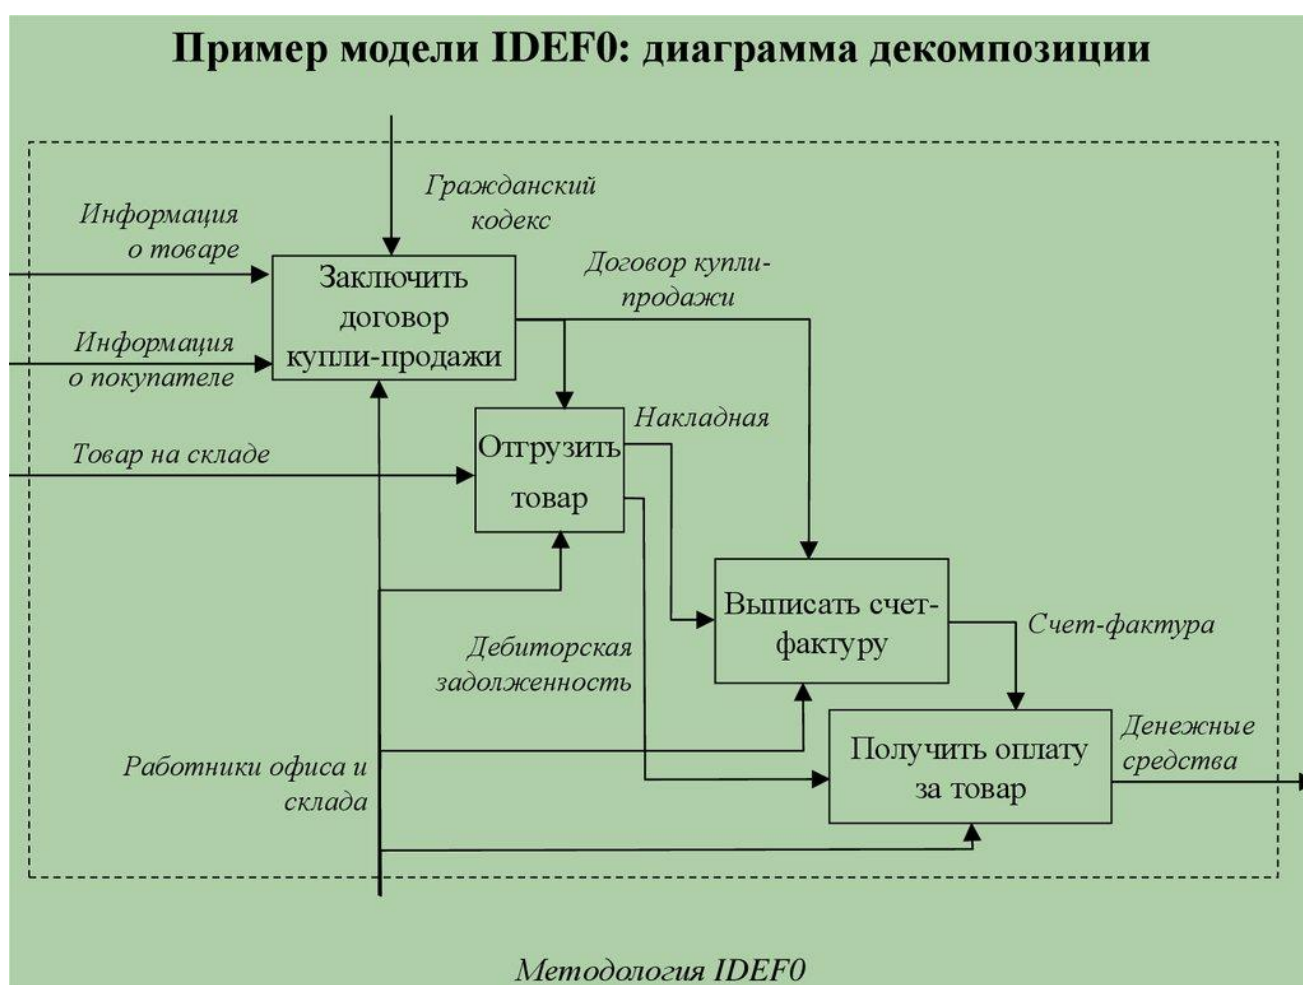 Пример модели IDEF0: диаграмма декомпозиции
Гражданский
кодекс
Информация
о товаре
Заключить
договор
купли-продажи
Договор купли-
продажи
Информация
о покупателе
Накладная
Товар на складе
Отгрузить
товар
Выписать счет-
фактуру
Счет-фактура
Дебиторская
задолженность
Работники офиса и
склада
Получить оплату
за товар
Денежные
средства
Методология IDEF0